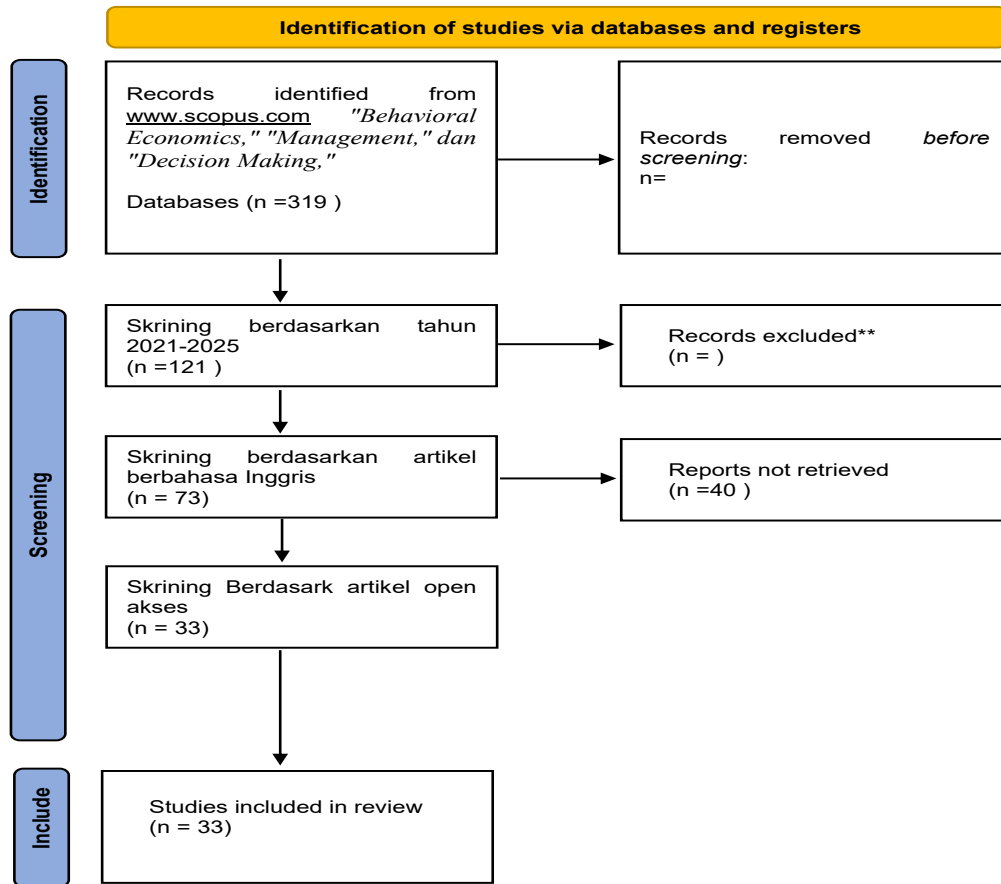 Identification of studies via databases and registers
Identification
Records identified from
www.scopus.com "Behavioral
Economics," "Management," dan
"Decision Making,"
Databases (n =319 )
Records removed before
screening:
n=
Screening
Skrining berdasarkan tahun
2021-2025
(n =121 )
Records excluded**
(n = )
Skrining berdasarkan artikel
berbahasa Inggris
(n = 73)
Reports not retrieved
(n =40 )
Skrining Berdasark artikel open
akses
(n = 33)
Include
Studies included in review
(n = 33)